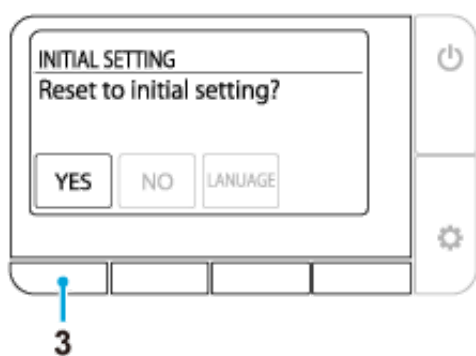 INITIAL SETTING
Reset to initial setting?
YES NO LANUAGE
3